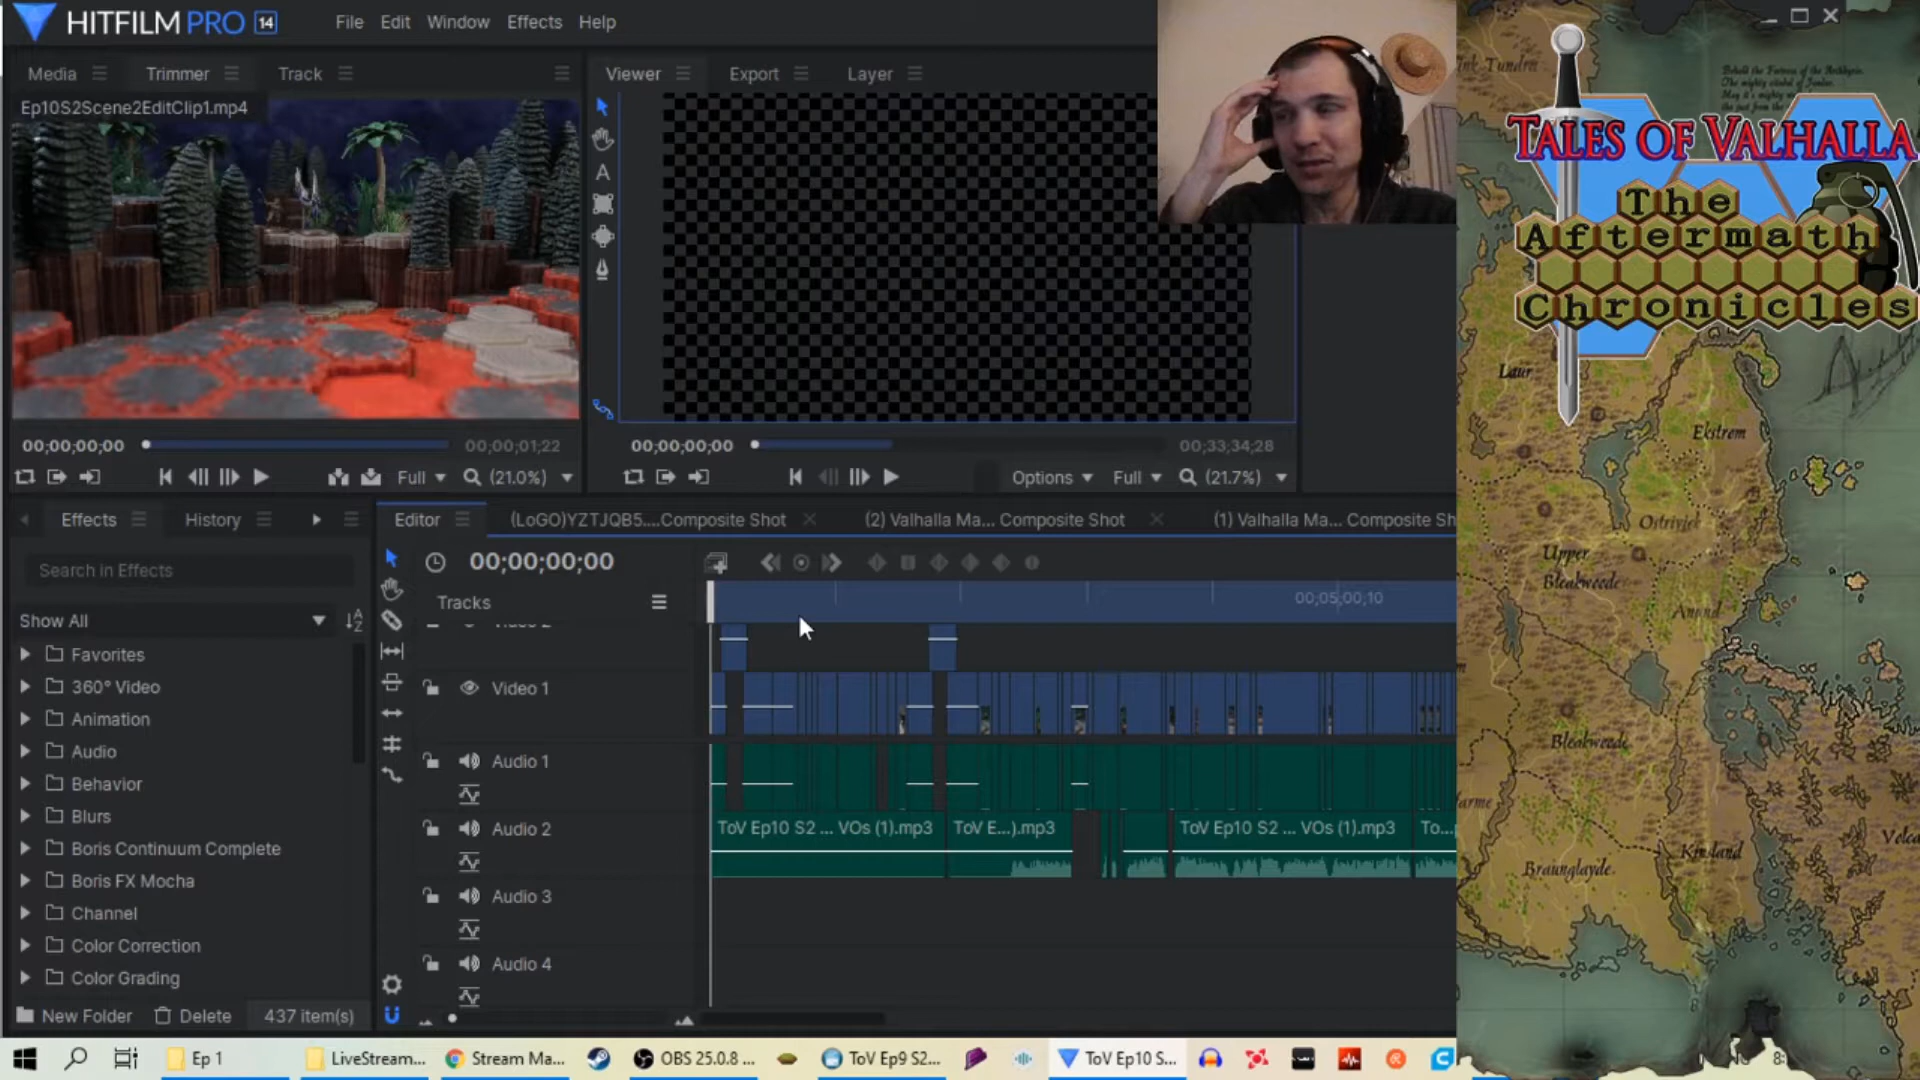 HITFILM PRO 14
File Edit Window Effects Help
Media Trimmer Track
Viewer Export Layer
Ep10S2Scene2EditClip1.mp4
00;00;00;00 00;00;01;22
00;00;00;00 00;33;34;28
Full (21.0%)
Options Full (21.7%)
Effects History
Editor (LoGO)YZTJQB5....Composite Shot (2) Valhalla Ma... Composite Shot (1) Valhalla Ma... Composite Sh
00;00;00;00
Search in Effects
Tracks
00;05;00;10
Show All
Favorites
360° Video
Animation
Audio
Behavior
Blurs
Boris Continuum Complete
Boris FX Mocha
Channel
Color Correction
Color Grading
New Folder Delete 437 item(s)
Video 1
Audio 1
Audio 2
ToV Ep10 S2 ... VOs (1).mp3 ToV E...).mp3 ToV Ep10 S2 ... VOs (1).mp3 To...
Audio 3
Audio 4
TALES OF VALHALLA
The
Aftermath
Chronicles
Laur
Ekstrem
Ostrivick
Upper
Bleakweede
Anund
Bleakweede
Kinsland
Braunglayde
Ep 1 LiveStream... Stream Ma... OBS 25.0.8 ... ToV Ep9 S2... ToV Ep10 S...